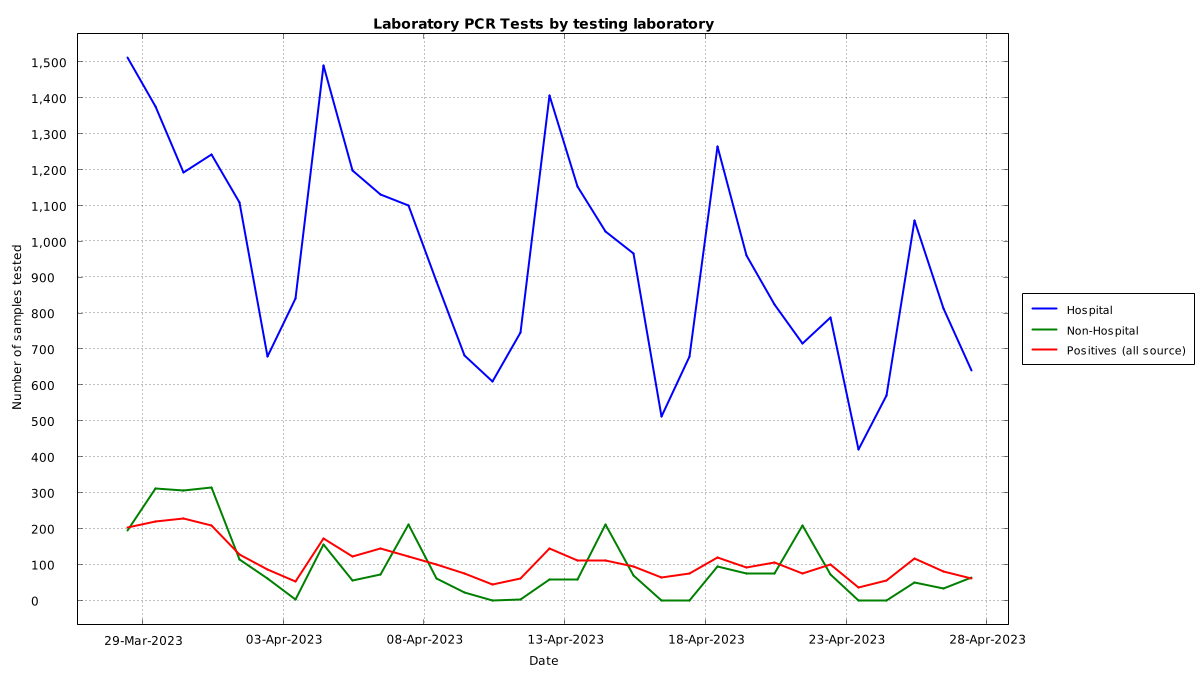 Laboratory PCR Tests by testing laboratory
Number of samples tested
1,500
1,400
1,300
1,200
1,100
1,000
900
800
700
600
500
400
300
200
100
0
29-Mar-2023
03-Apr-2023
08-Apr-2023
13-Apr-2023
18-Apr-2023
23-Apr-2023
28-Apr-2023
Date
Hospital
Non-Hospital
Positives (all source)